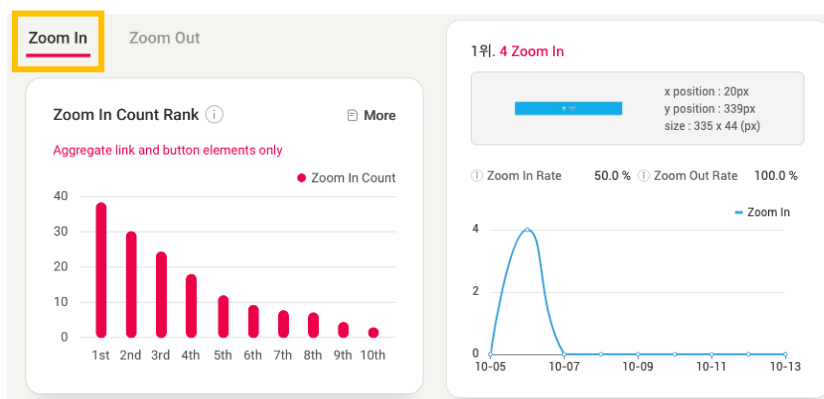 Zoom In
Zoom Out
Zoom In Count Rank
More
Aggregate link and button elements only
Zoom In Count
40
30
20
10
0
1st 2nd 3rd 4th 5th 6th 7th 8th 9th 10th
1위. 4 Zoom In
x position : 20px
y position : 339px
size : 335 x 44 (px)
Zoom In Rate 50.0 % Zoom Out Rate 100.0 %
Zoom In
4
2
0
10-05 10-07 10-09 10-11 10-13